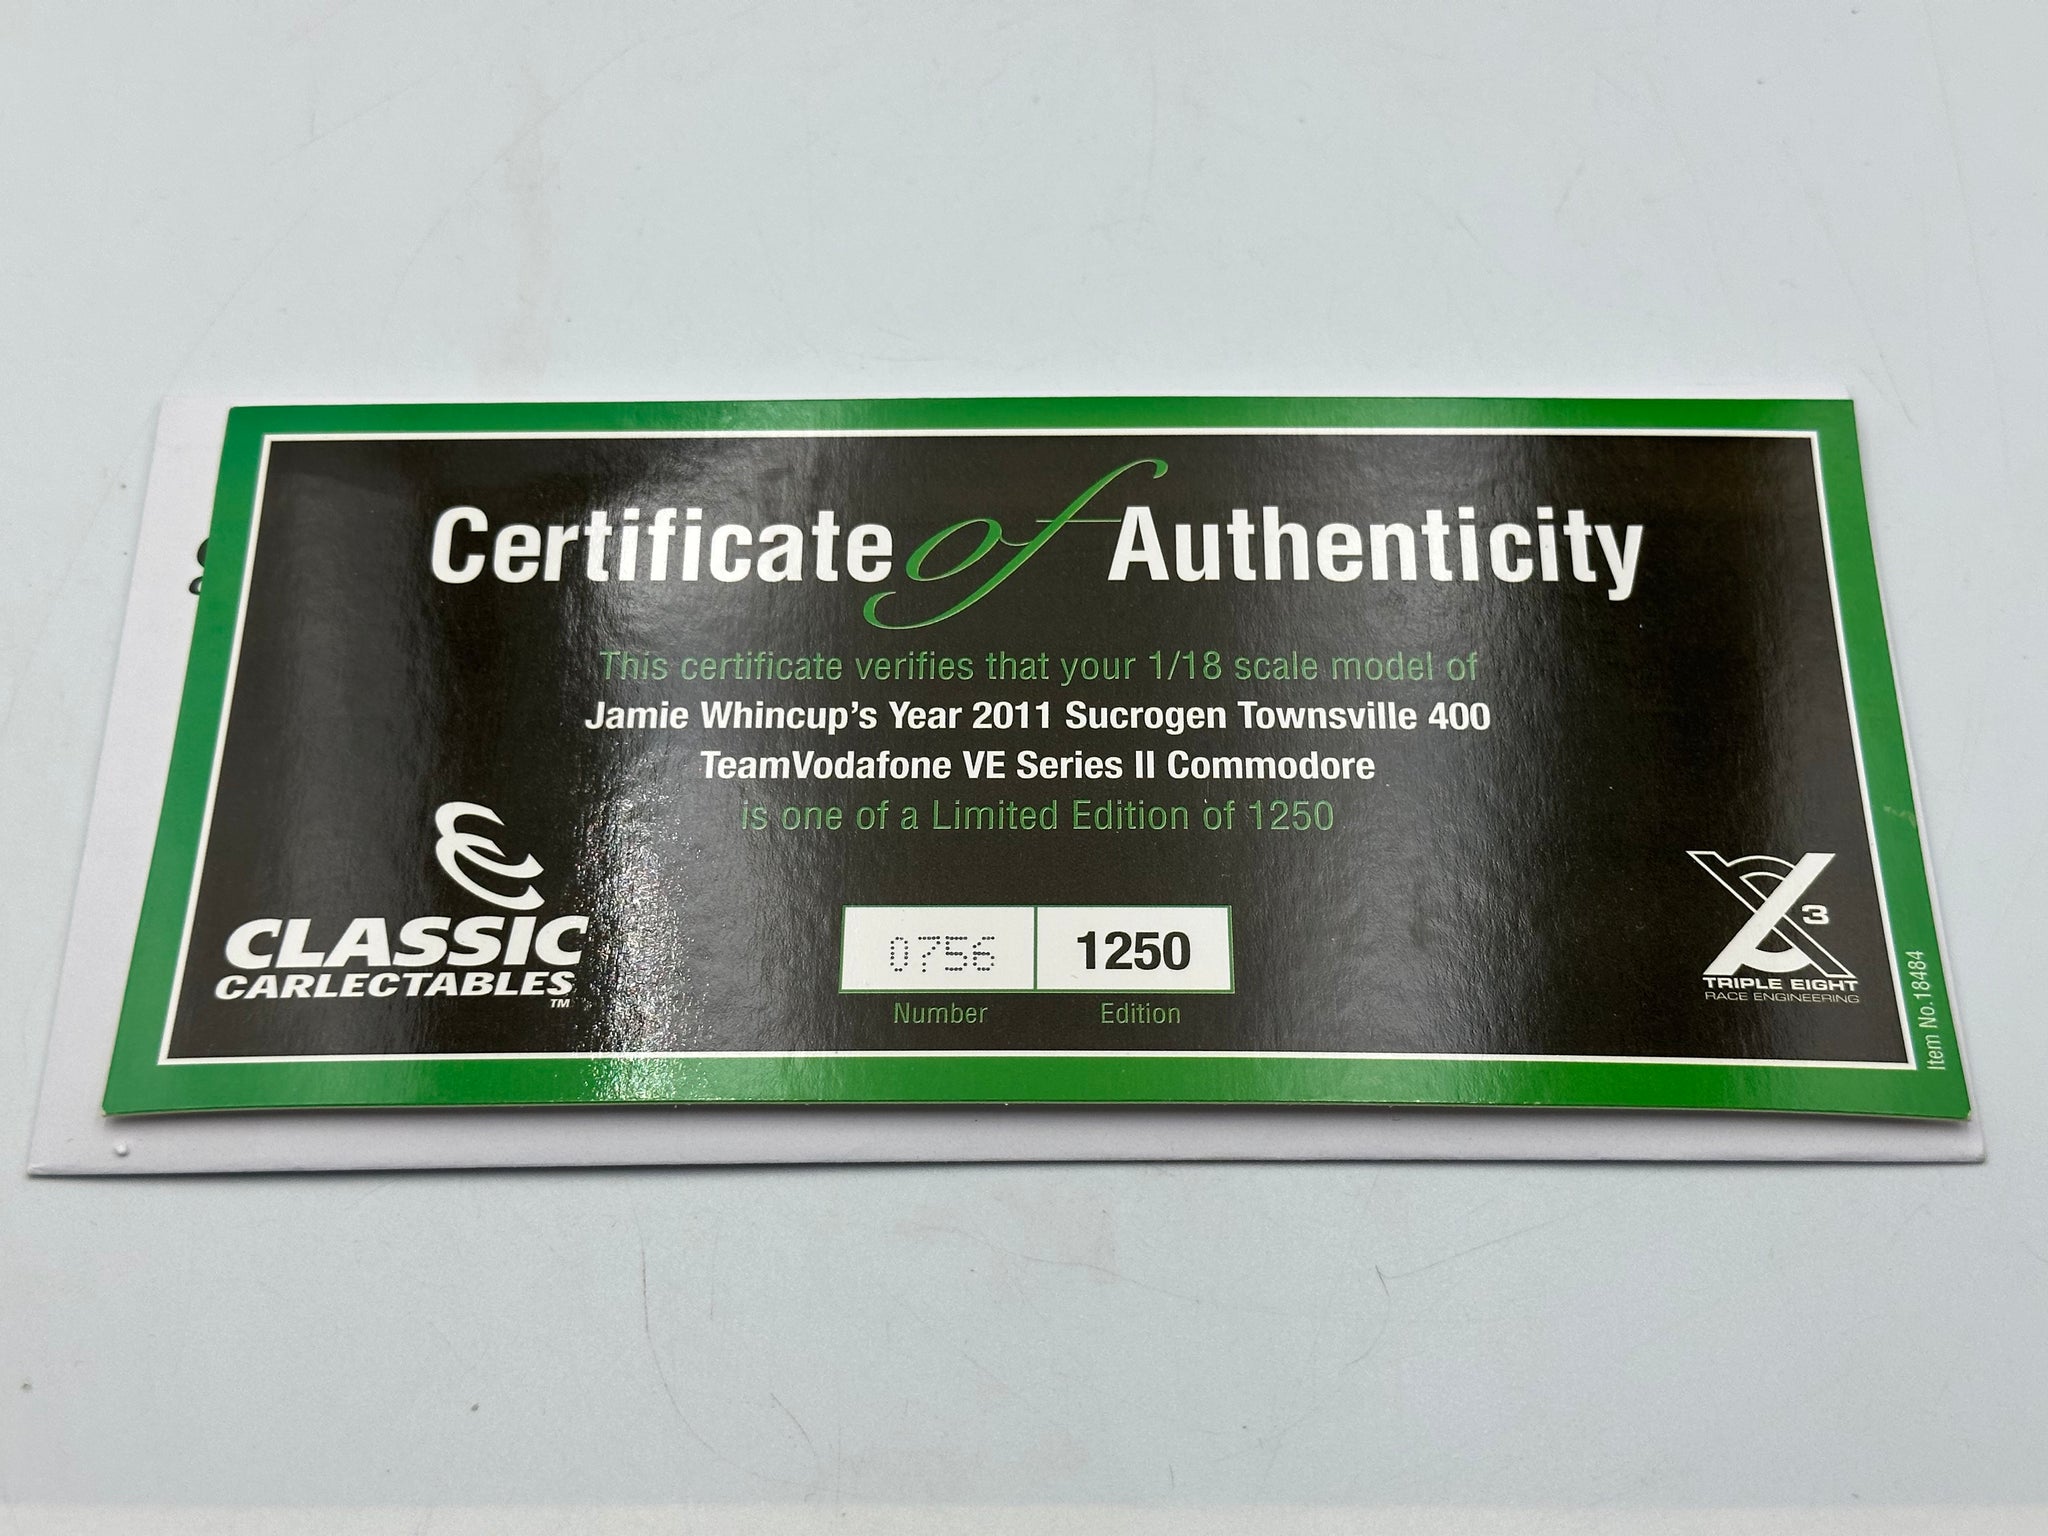 Certificate of Authenticity
This certificate verifies that your 1/18 scale model of
Jamie Whincup's Year 2011 Sucrogen Townsville 400
TeamVodafone VE Series II Commodore
is one of a Limited Edition of 1250
CLASSIC
CARLECTABLES™
0756
1250
Number
Edition
3
TRIPLE EIGHT
RACE ENGINEERING
Item No.18484